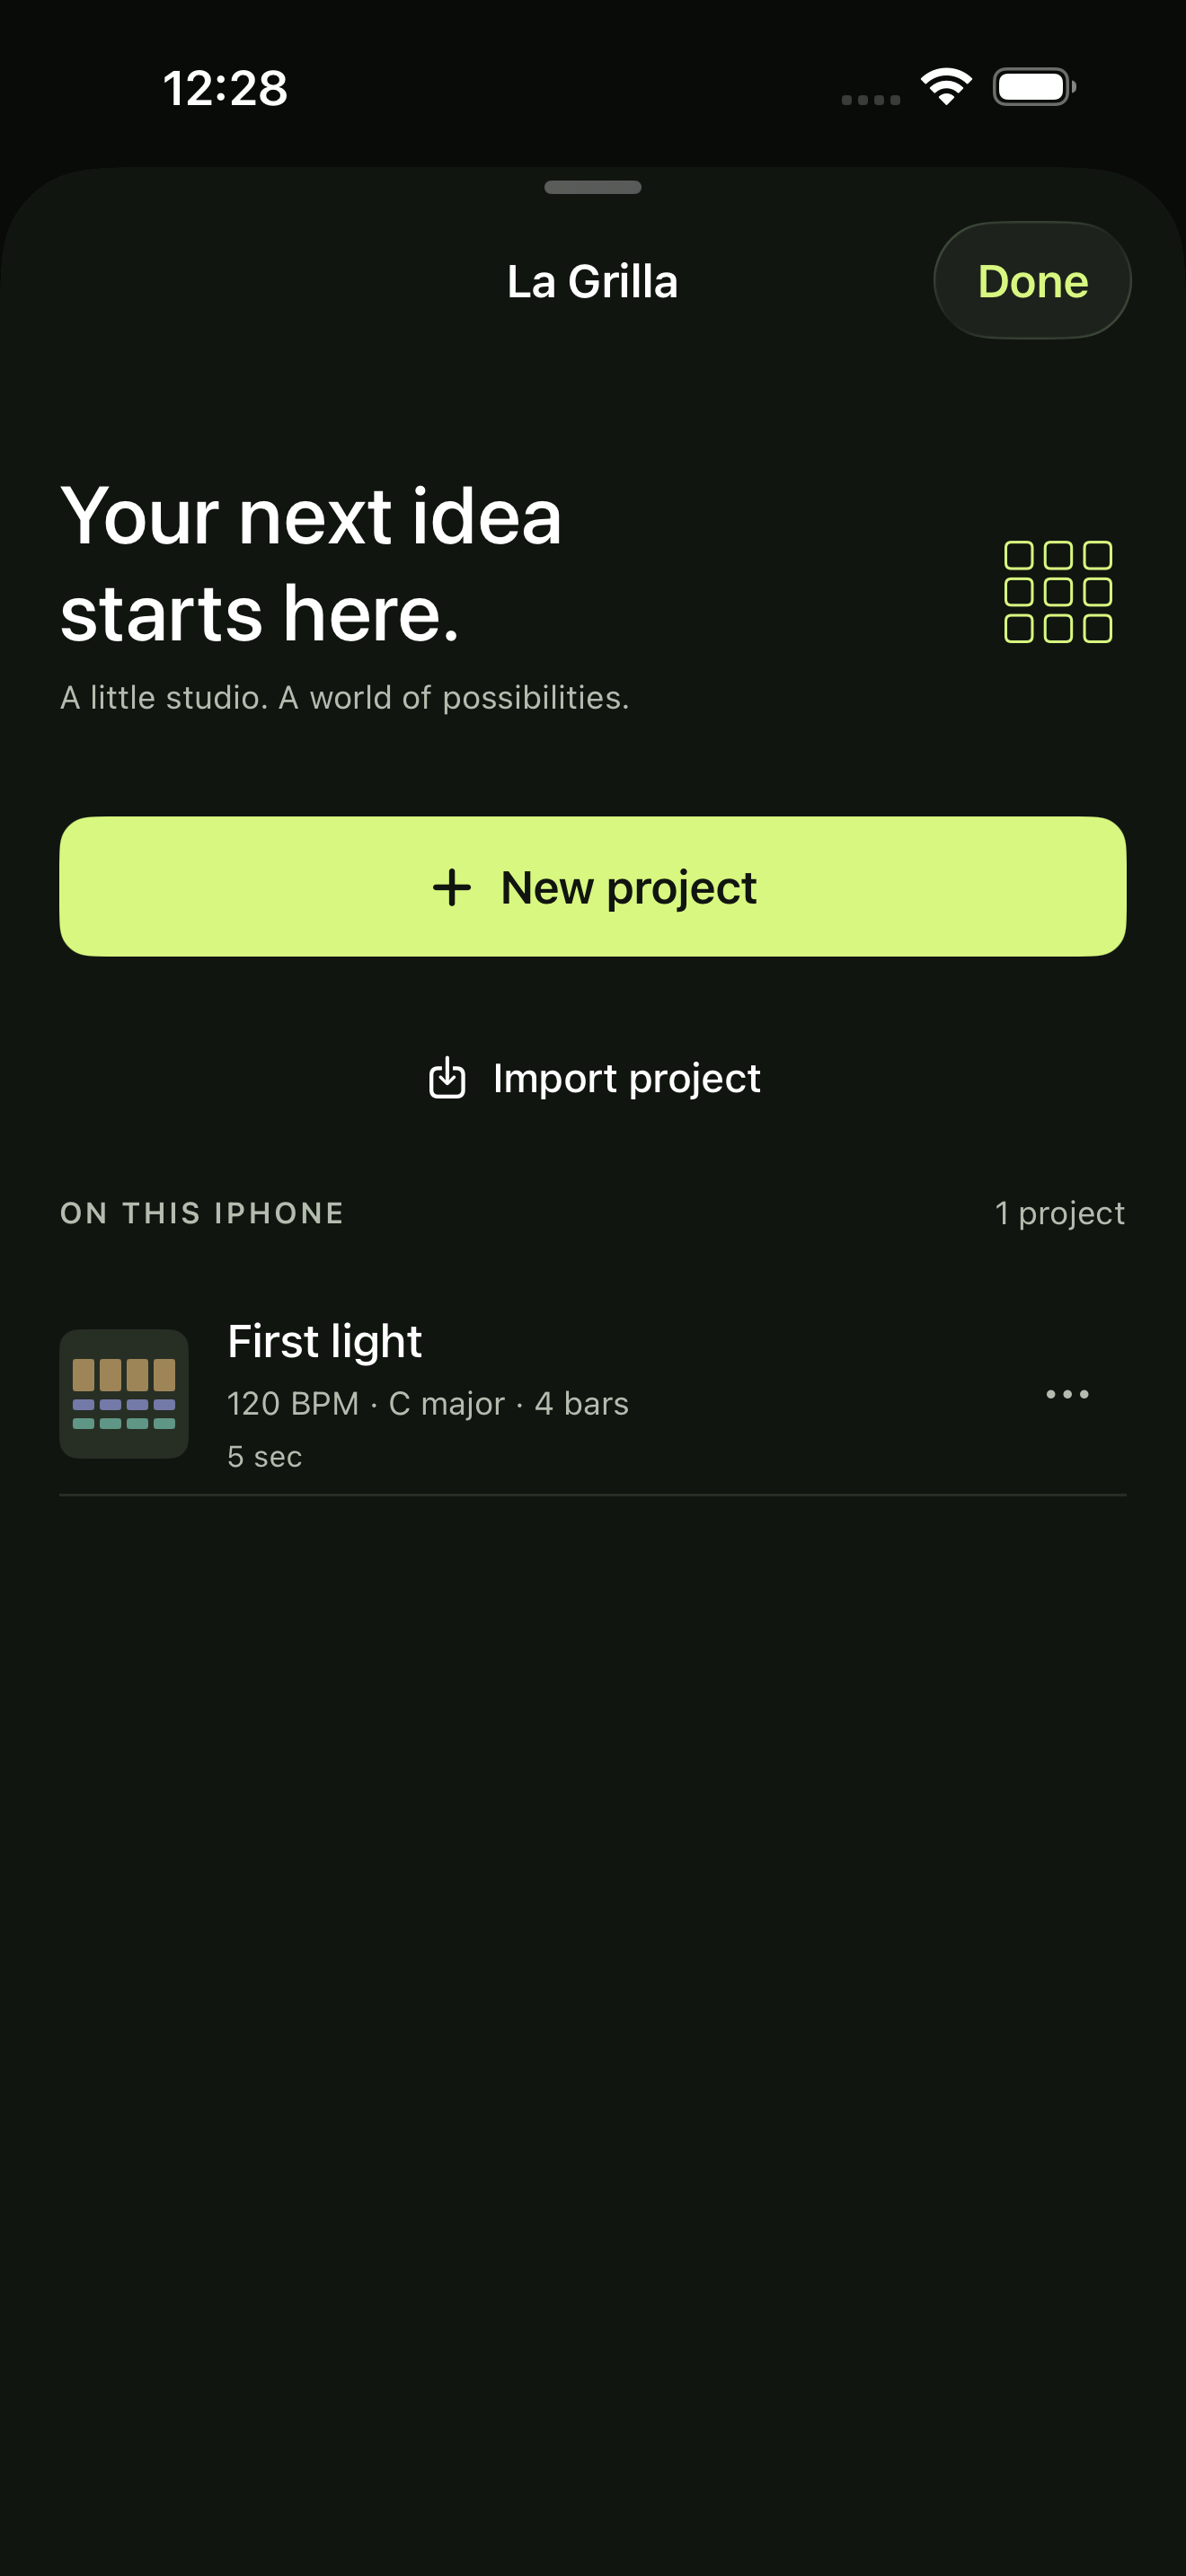 12:28
La Grilla
Done
Your next idea
starts here.
A little studio. A world of possibilities.
New project
Import project
ON THIS IPHONE
1 project
First light
120 BPM · C major · 4 bars
5 sec